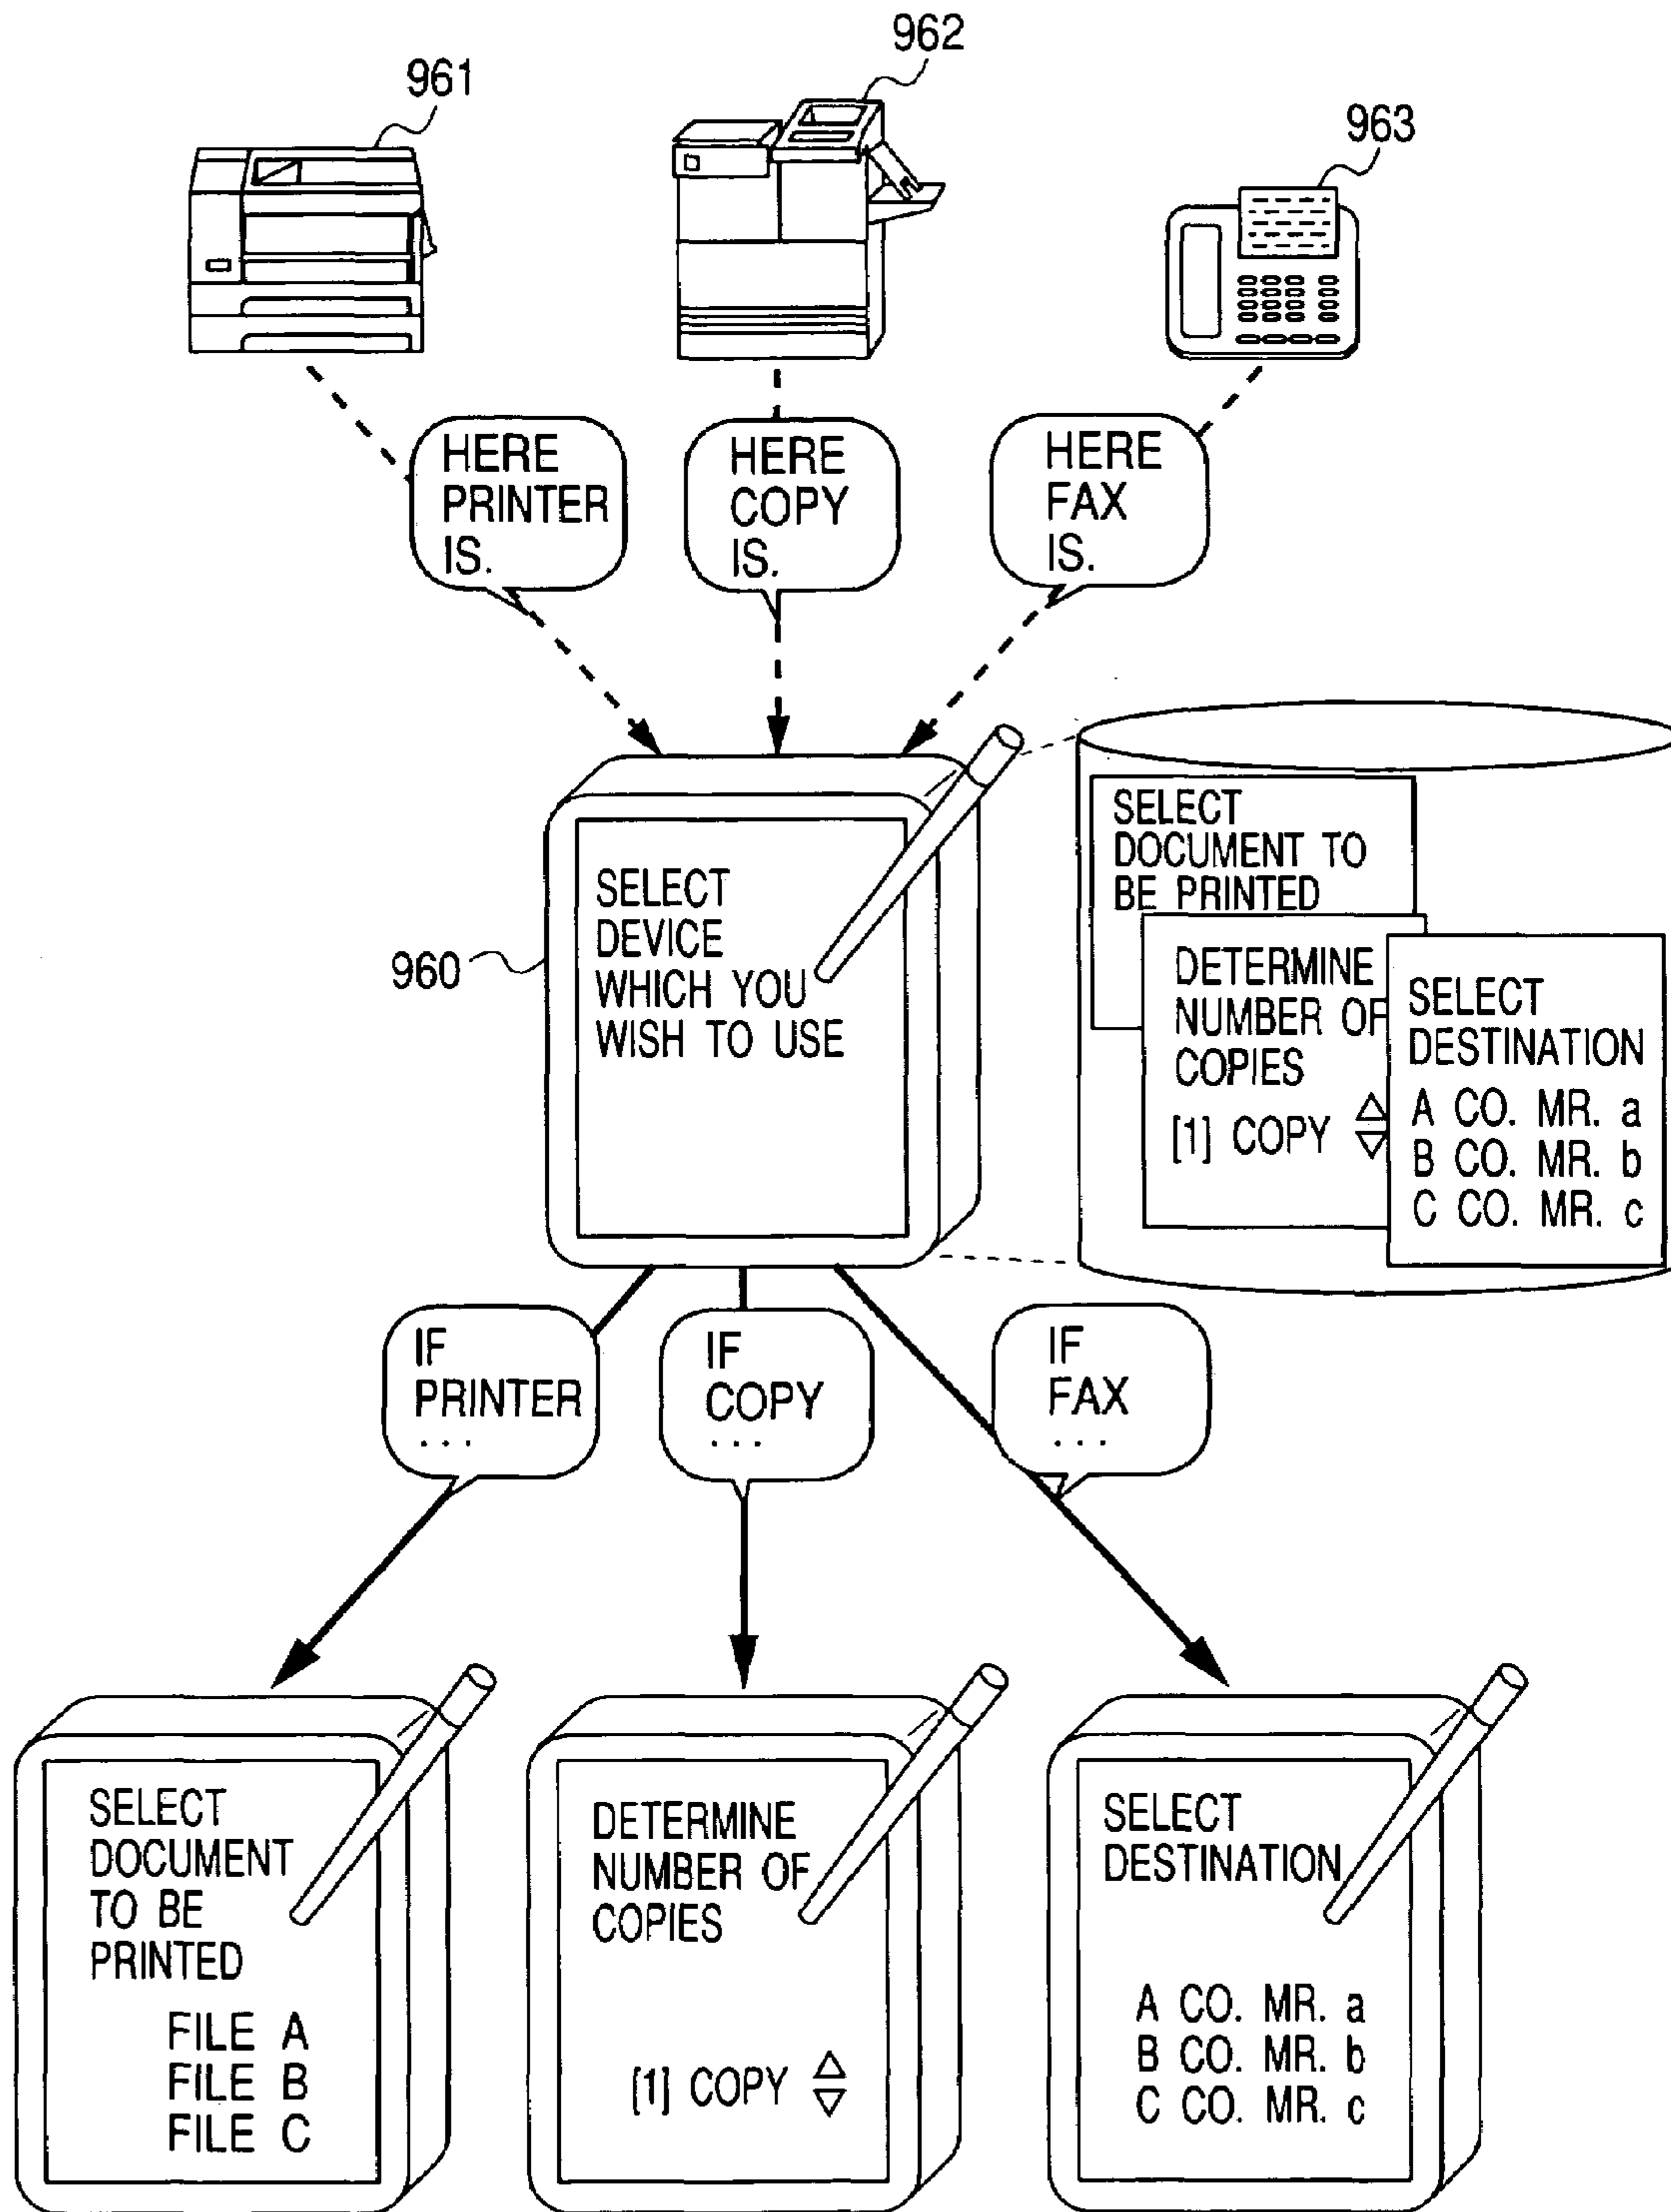 961
962
963
HERE
PRINTER
IS.
HERE
COPY
IS.
HERE
FAX
IS.
960
SELECT
DEVICE
WHICH YOU
WISH TO USE
SELECT
DOCUMENT TO
BE PRINTED
DETERMINE
NUMBER OF
COPIES
[1] COPY △▽
SELECT
DESTINATION
A CO. MR. a
B CO. MR. b
C CO. MR. c
IF
PRINTER
...
IF
COPY
...
IF
FAX
...
SELECT
DOCUMENT
TO BE
PRINTED
FILE A
FILE B
FILE C
DETERMINE
NUMBER OF
COPIES
[1] COPY △▽
SELECT
DESTINATION
A CO. MR. a
B CO. MR. b
C CO. MR. c